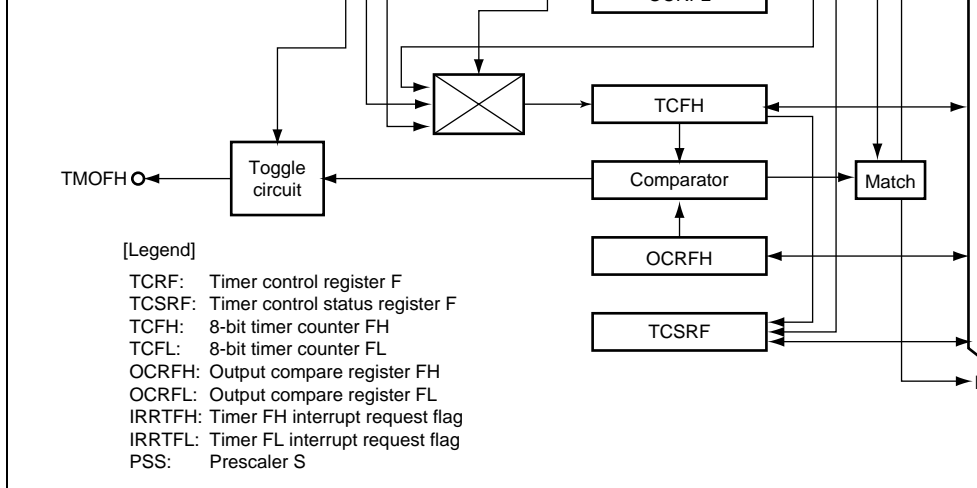 TCFH
TMOFH
Toggle
circuit
Comparator
Match
OCRFH
TCSRF
[Legend]
TCRF: Timer control register F
TCSRF: Timer control status register F
TCFH: 8-bit timer counter FH
TCFL: 8-bit timer counter FL
OCRFH: Output compare register FH
OCRFL: Output compare register FL
IRRTFH: Timer FH interrupt request flag
IRRTFL: Timer FL interrupt request flag
PSS: Prescaler S